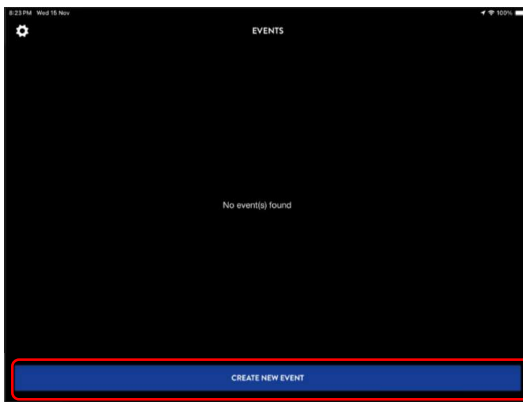 8:23 PM Wed 15 Nov
100%
EVENTS
No event(s) found
CREATE NEW EVENT